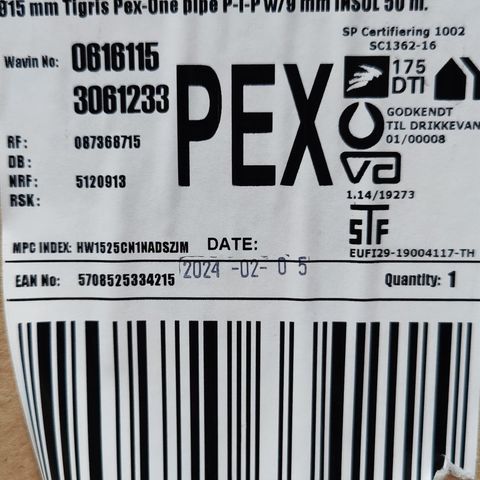 Ø15 mm Tigris Pex-One pipe P-I-P w/9 mm INSUL 50 m.
SP Certifiering 1002
SC1362-16
Wavin No: 0616115
3061233
PEX
175
DTI
GODKENDT
TIL DRIKKEVAN
01/00008
RF: 087368715
DB:
NRF: 5120913
RSK:
va
1.14/19273
STF
EUFI29-19004117-TH
MPC INDEX: HW1525CN1NADSZJM DATE:
2024 -02- 0 5
EAN No: 5708525334215
Quantity: 1